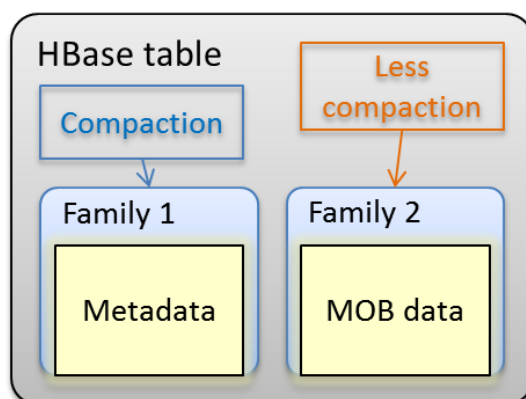 HBase table
Compaction
Less
compaction
Family 1
Family 2
Metadata
MOB data